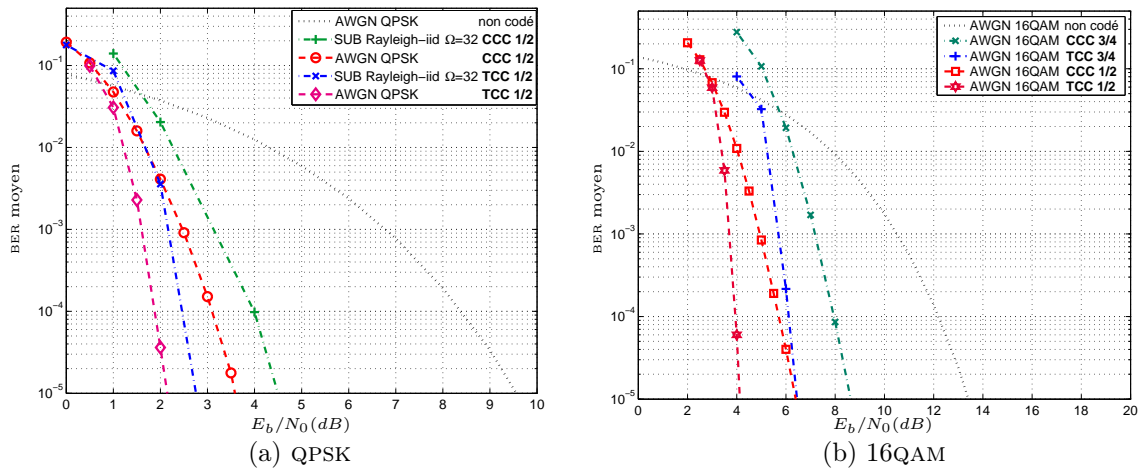 AWGN QPSK non codé
SUB Rayleigh−iid Ω=32 CCC 1/2
AWGN QPSK CCC 1/2
SUB Rayleigh−iid Ω=32 TCC 1/2
AWGN QPSK TCC 1/2
10⁻¹
10⁻²
10⁻³
10⁻⁴
10⁻⁵
BER moyen
0 1 2 3 4 5 6 7 8 9 10
E_b/N_0(dB)
(a) QPSK
AWGN 16QAM non codé
AWGN 16QAM CCC 3/4
AWGN 16QAM TCC 3/4
AWGN 16QAM CCC 1/2
AWGN 16QAM TCC 1/2
10⁻¹
10⁻²
10⁻³
10⁻⁴
10⁻⁵
BER moyen
0 2 4 6 8 10 12 14 16 18 20
E_b/N_0(dB)
(b) 16QAM